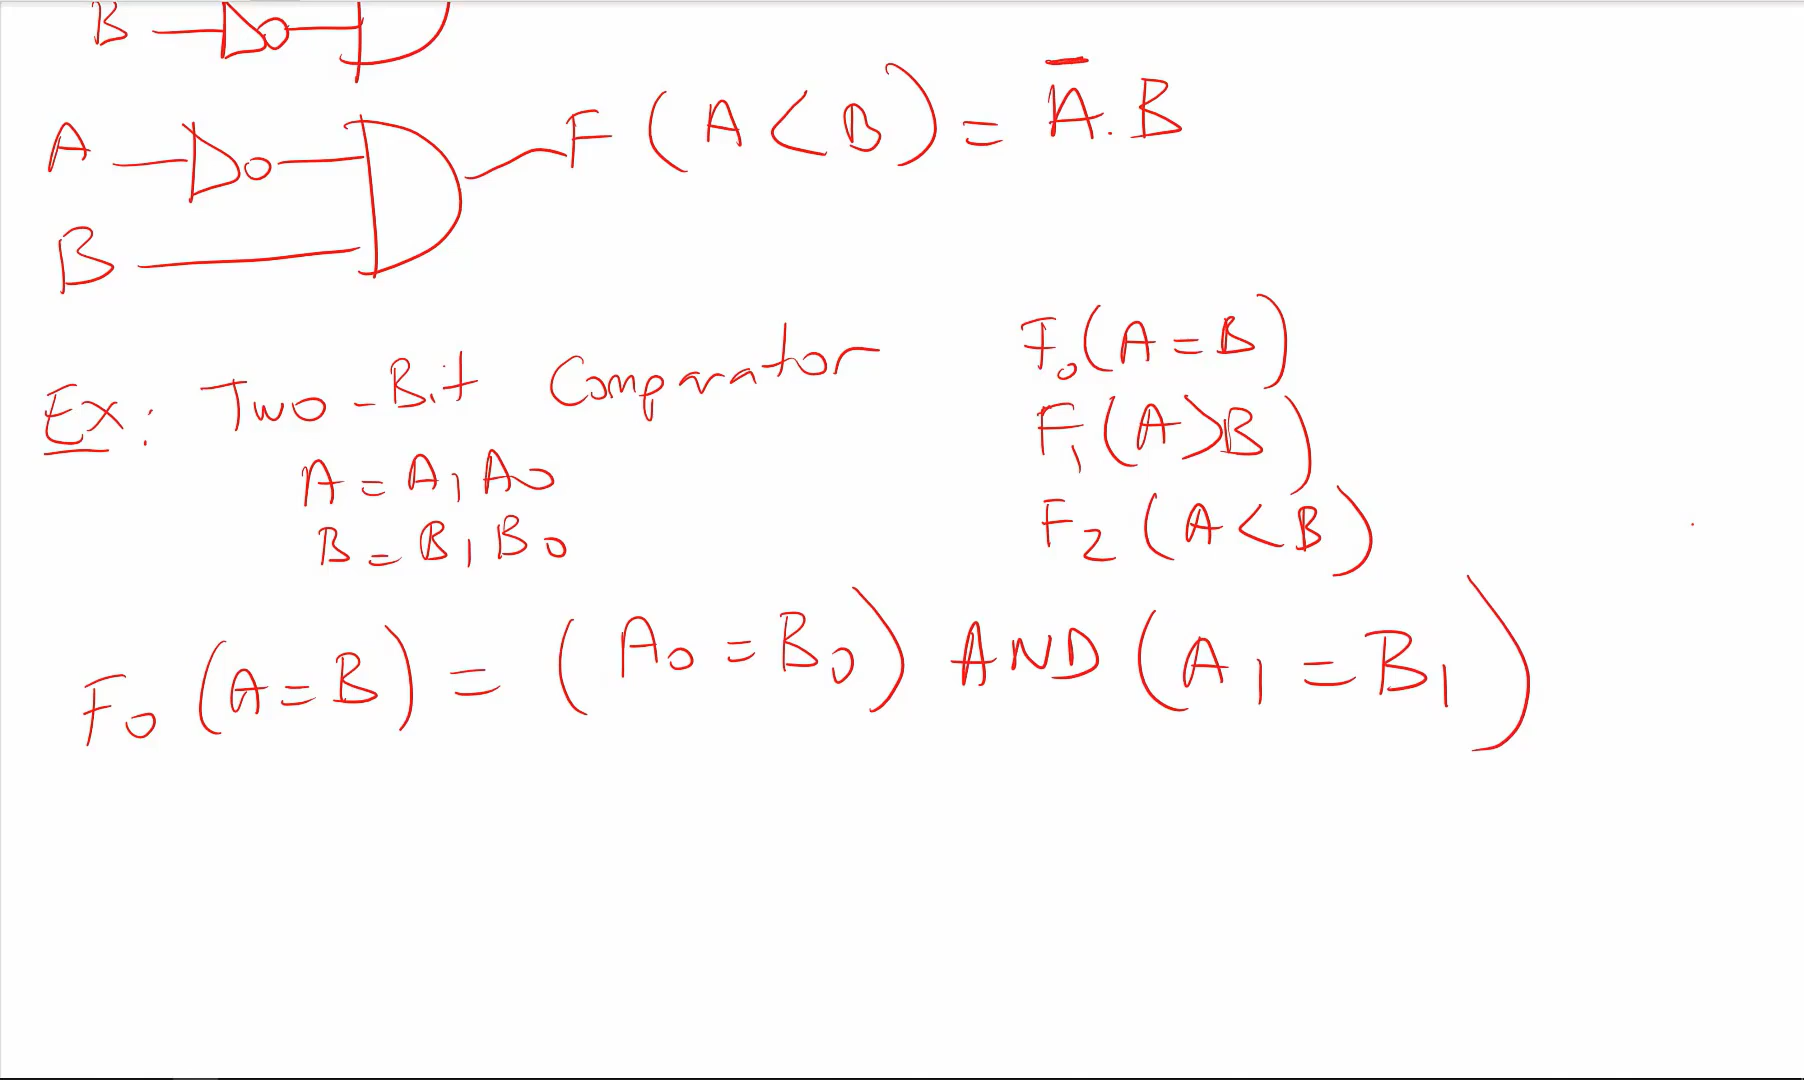 B
A
F (A < B) = A̅ . B
B
Ex: Two-Bit Comparator
A = A1 A0
B = B1 B0
F0 (A = B)
F1 (A > B)
F2 (A < B)
F0 (A = B) = (A0 = B0) AND (A1 = B1)